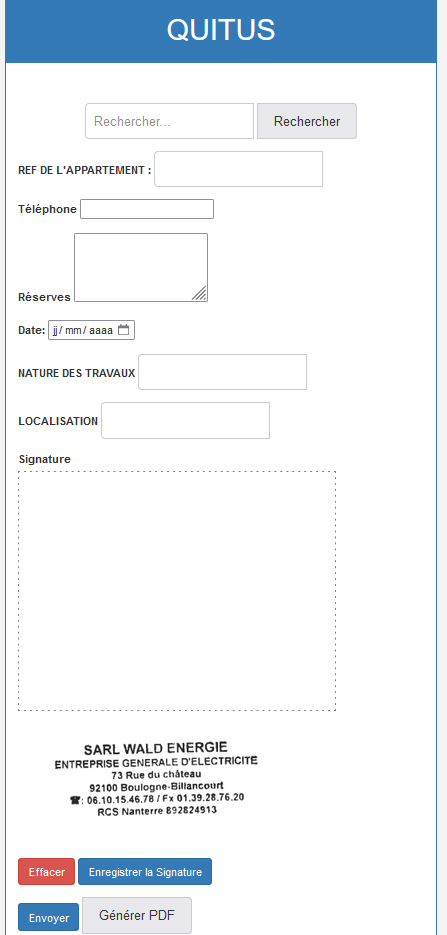 QUITUS
Rechercher...
Rechercher
REF DE L'APPARTEMENT :
Téléphone
Réserves
Date: jj/mm/aaaa
NATURE DES TRAVAUX
LOCALISATION
Signature
SARL WALD ENERGIE
ENTREPRISE GENERALE D'ELECTRICITE
73 Rue du château
92100 Boulogne-Billancourt
☎: 06.10.15.46.78 / Fx 01.39.28.76.20
RCS Nanterre 892824913
Effacer
Enregistrer la Signature
Envoyer
Générer PDF